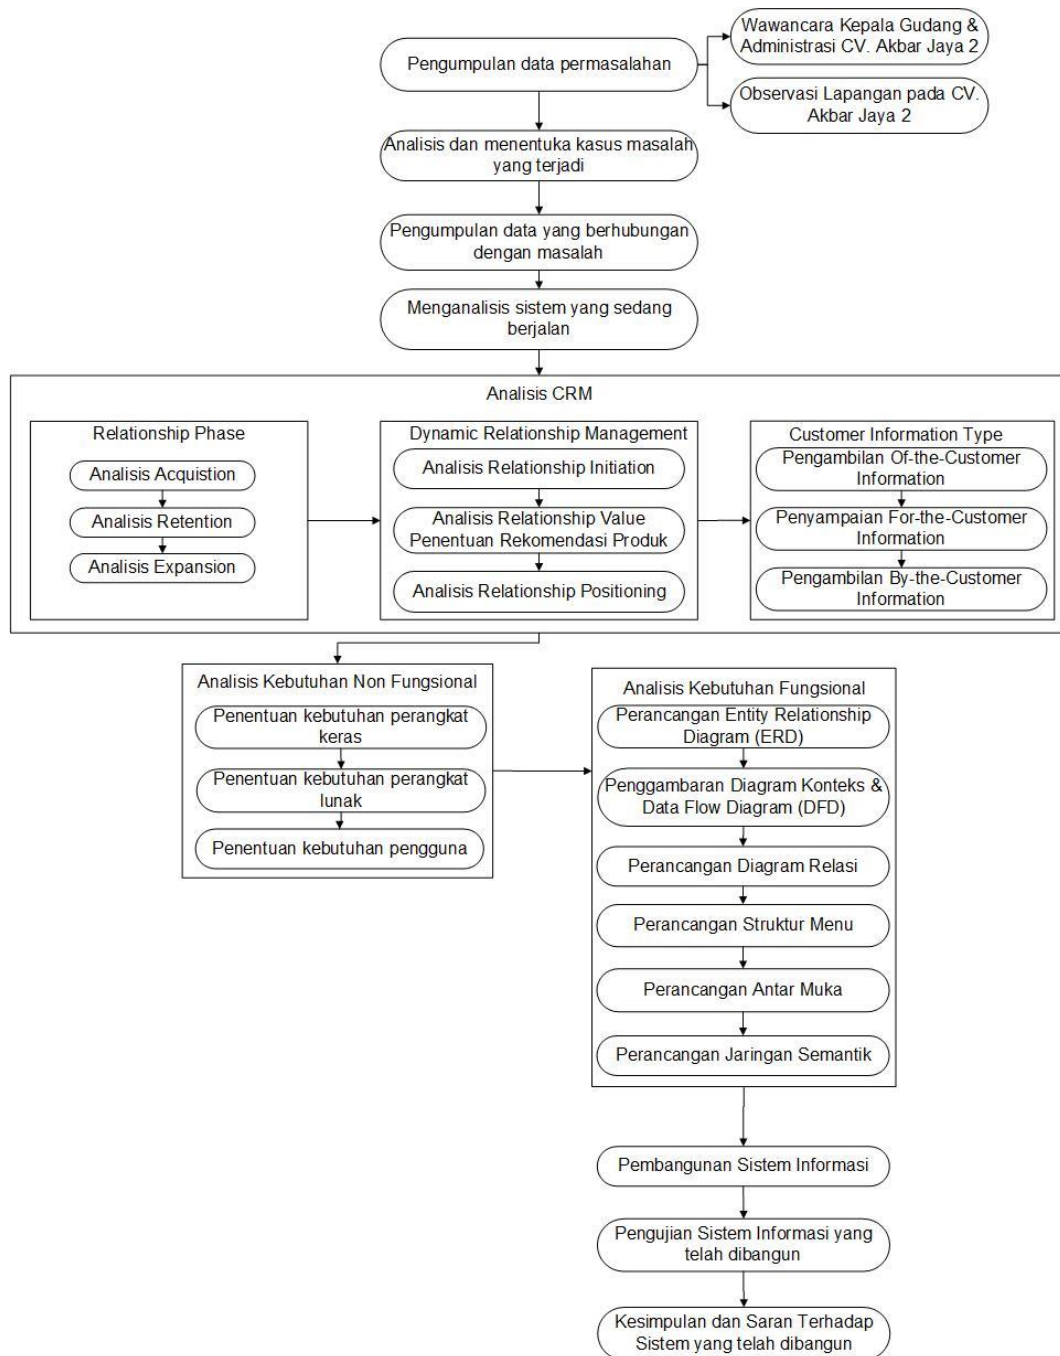 Pengumpulan data permasalahan
Wawancara Kepala Gudang &
Administrasi CV. Akbar Jaya 2
Observasi Lapangan pada CV.
Akbar Jaya 2
Analisis dan menentuka kasus masalah
yang terjadi
Pengumpulan data yang berhubungan
dengan masalah
Menganalisis sistem yang sedang
berjalan
Analisis CRM
Relationship Phase
Analisis Acquistion
Analisis Retention
Analisis Expansion
Dynamic Relationship Management
Analisis Relationship Initiation
Analisis Relationship Value
Penentuan Rekomendasi Produk
Analisis Relationship Positioning
Customer Information Type
Pengambilan Of-the-Customer
Information
Penyampaian For-the-Customer
Information
Pengambilan By-the-Customer
Information
Analisis Kebutuhan Non Fungsional
Penentuan kebutuhan perangkat
keras
Penentuan kebutuhan perangkat
lunak
Penentuan kebutuhan pengguna
Analisis Kebutuhan Fungsional
Perancangan Entity Relationship
Diagram (ERD)
Penggambaran Diagram Konteks &
Data Flow Diagram (DFD)
Perancangan Diagram Relasi
Perancangan Struktur Menu
Perancangan Antar Muka
Perancangan Jaringan Semantik
Pembangunan Sistem Informasi
Pengujian Sistem Informasi yang
telah dibangun
Kesimpulan dan Saran Terhadap
Sistem yang telah dibangun